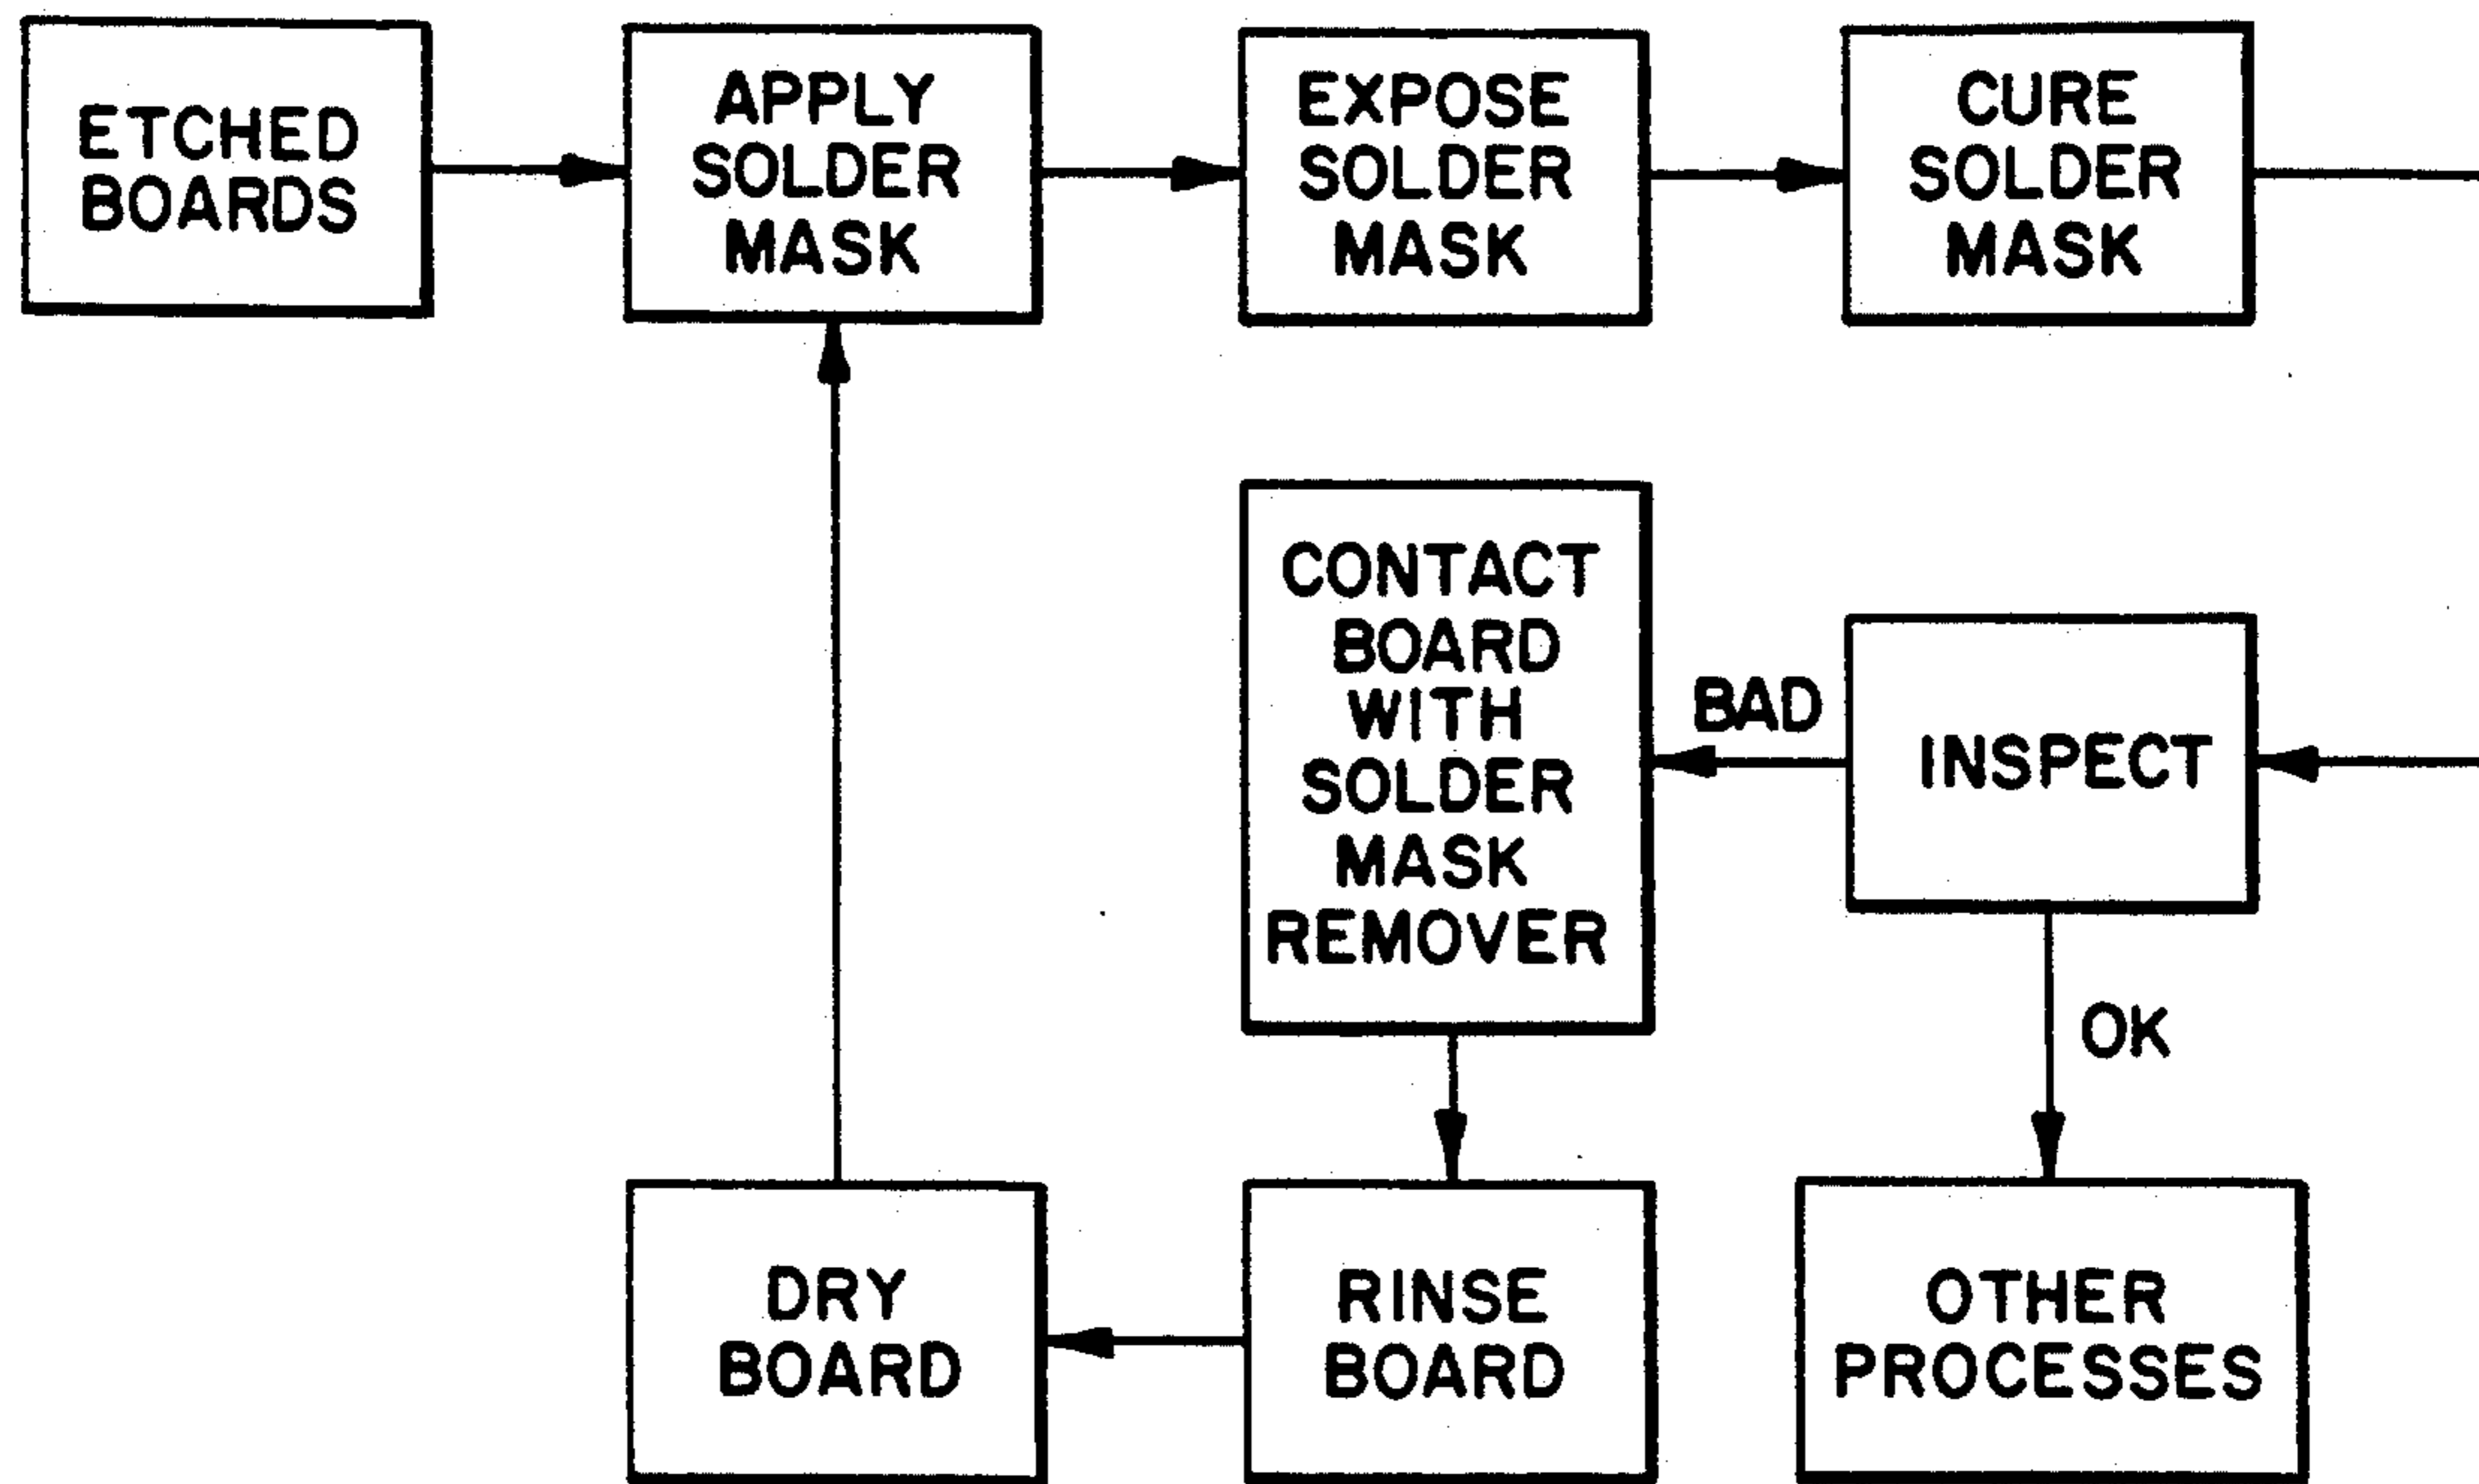 ETCHED
BOARDS
APPLY
SOLDER
MASK
EXPOSE
SOLDER
MASK
CURE
SOLDER
MASK
CONTACT
BOARD
WITH
SOLDER
MASK
REMOVER
BAD
INSPECT
OK
DRY
BOARD
RINSE
BOARD
OTHER
PROCESSES